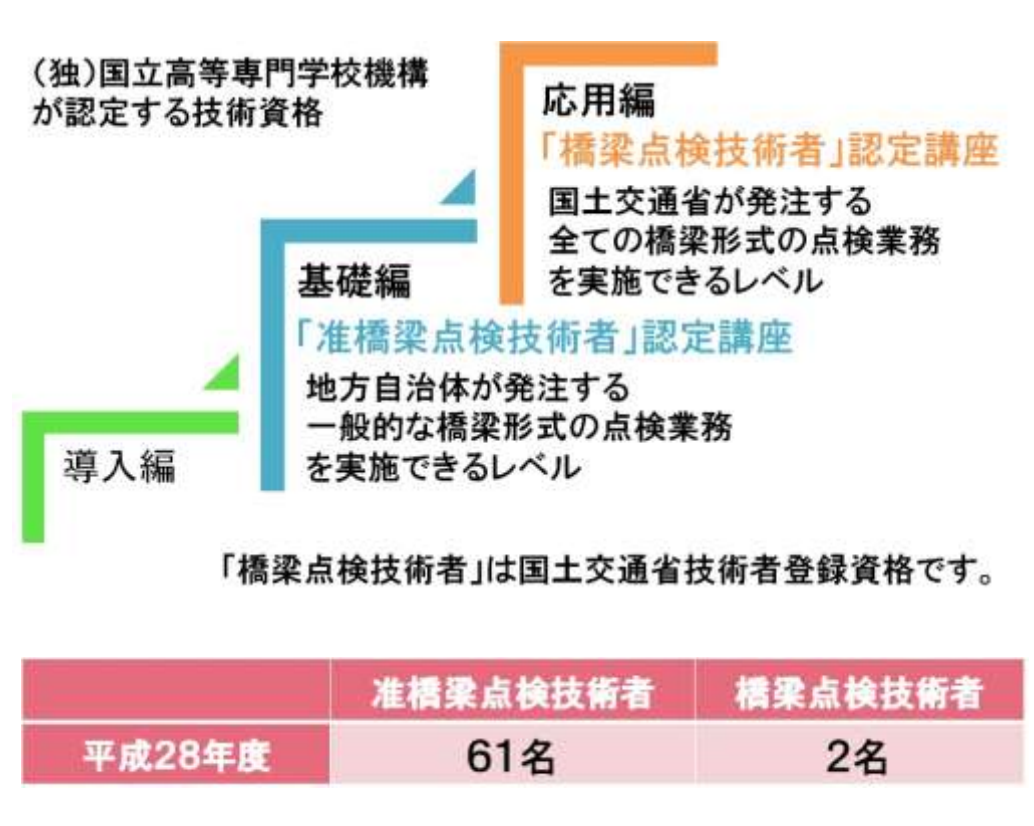 (独)国立高等専門学校機構
が認定する技術資格
応用編
「橋梁点検技術者」認定講座
国土交通省が発注する
全ての橋梁形式の点検業務
を実施できるレベル
基礎編
「准橋梁点検技術者」認定講座
地方自治体が発注する
一般的な橋梁形式の点検業務
を実施できるレベル
導入編
「橋梁点検技術者」は国土交通省技術者登録資格です。
准橋梁点検技術者 橋梁点検技術者
平成28年度 61名 2名